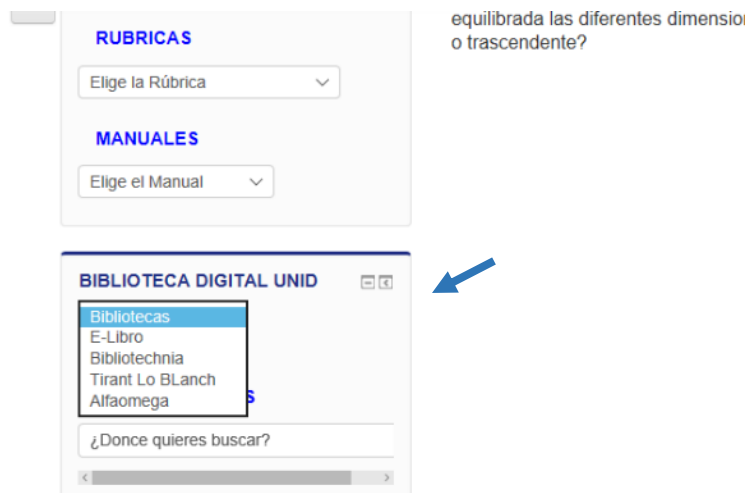 equilibrada las diferentes
o trascendente?
RUBRICAS
Elige la Rúbrica
MANUALES
Elige el Manual
BIBLIOTECA DIGITAL UNID
Bibliotecas
E-Libro
Bibliotechnia
Tirant Lo BLanch
Alfaomega
¿Donce quieres buscar?